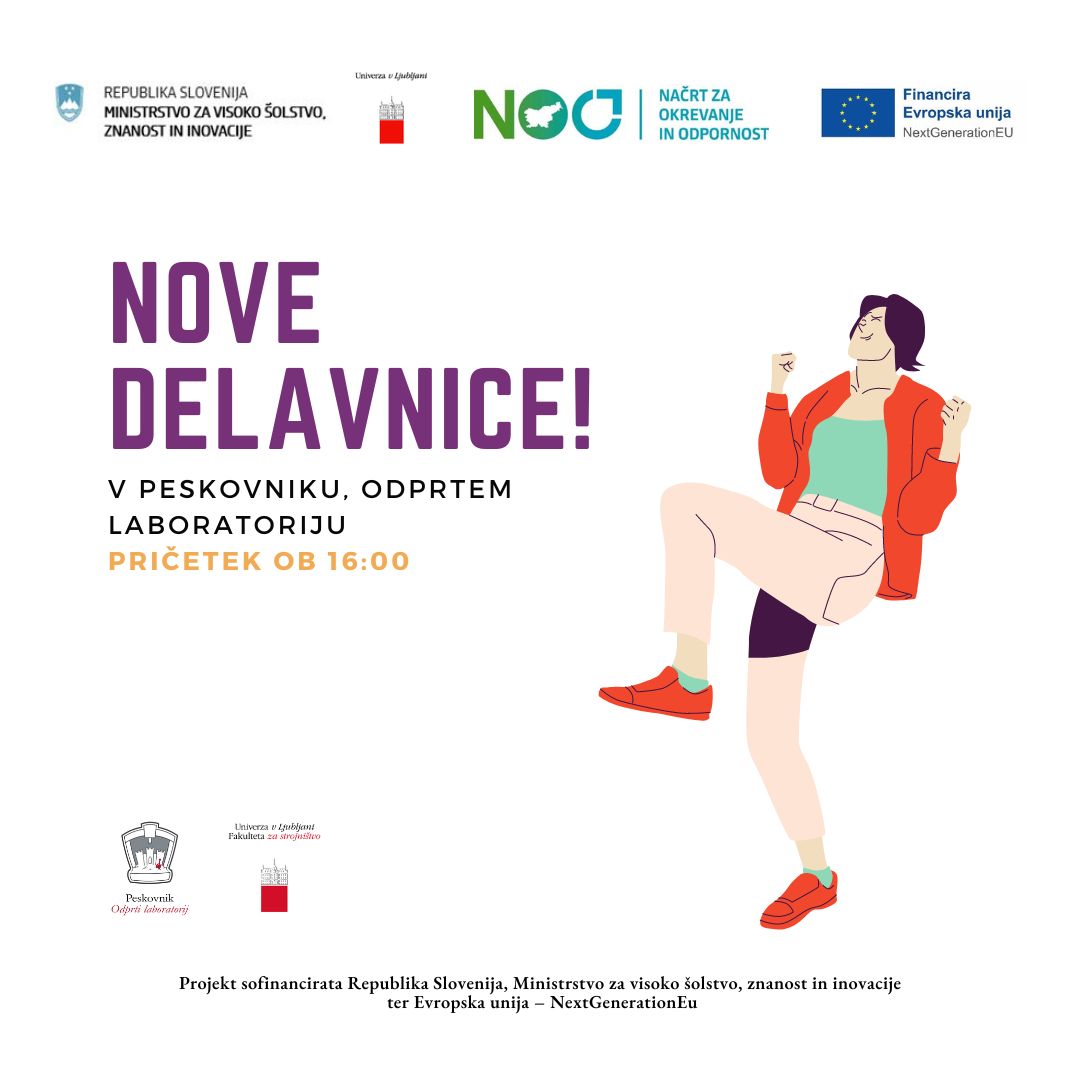 REPUBLIKA SLOVENIJA
MINISTRSTVO ZA VISOKO ŠOLSTVO,
ZNANOST IN INOVACIJE
Univerza v Ljubljani
NOO
NAČRT ZA
OKREVANJE
IN ODPORNOST
Financira
Evropska unija
NextGenerationEU
NOVE
DELAVNICE!
V PESKOVNIKU, ODPRTEM
LABORATORIJU
PRIČETEK OB 16:00
Peskovnik
Odprti laboratorij
Univerza v Ljubljani
Fakulteta za strojništvo
Projekt sofinancirata Republika Slovenija, Ministrstvo za visoko šolstvo, znanost in inovacije
ter Evropska unija – NextGenerationEu